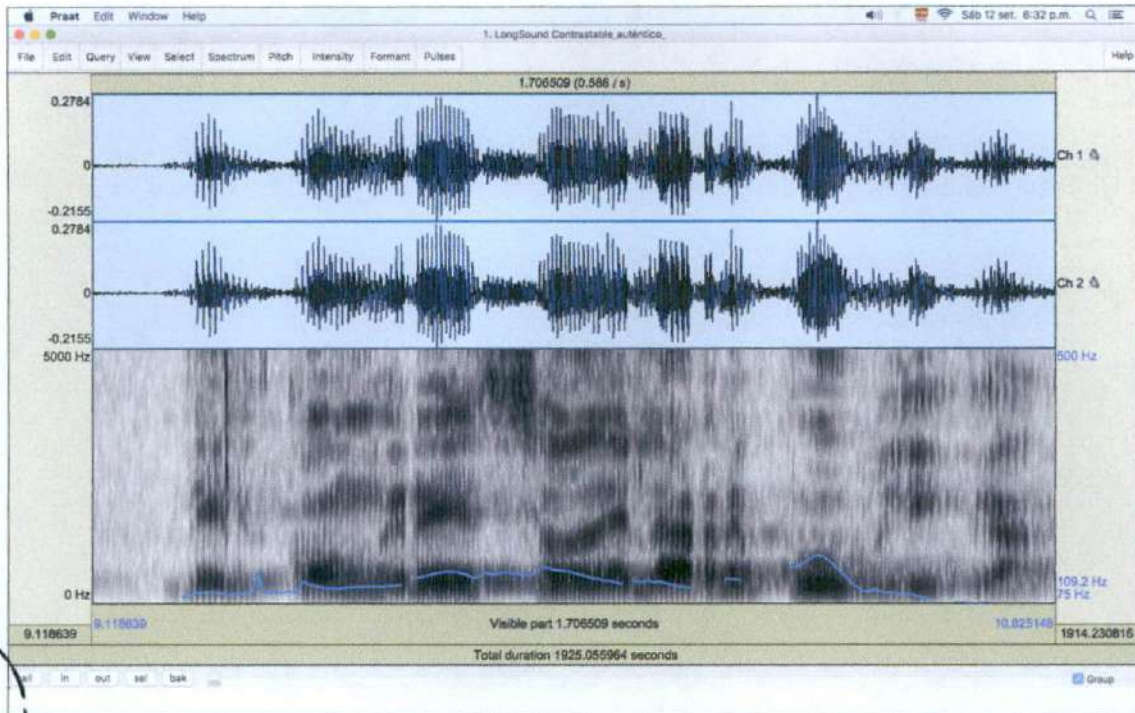 Praat Edit Window Help Sáb 12 set. 6:32 p.m.
1. LongSound Contrastable_auténtico_
File Edit Query View Select Spectrum Pitch Intensity Formant Pulses Help
1.706509 (0.586 / s)
0.2784
0
-0.2155
Ch 1
0.2784
0
-0.2155
Ch 2
5000 Hz
500 Hz
109.2 Hz
75 Hz
0 Hz
9.118639 Visible part 1.706509 seconds 10.825148
9.118639 1914.230816
Total duration 1925.055964 seconds
all in out sel bak Group